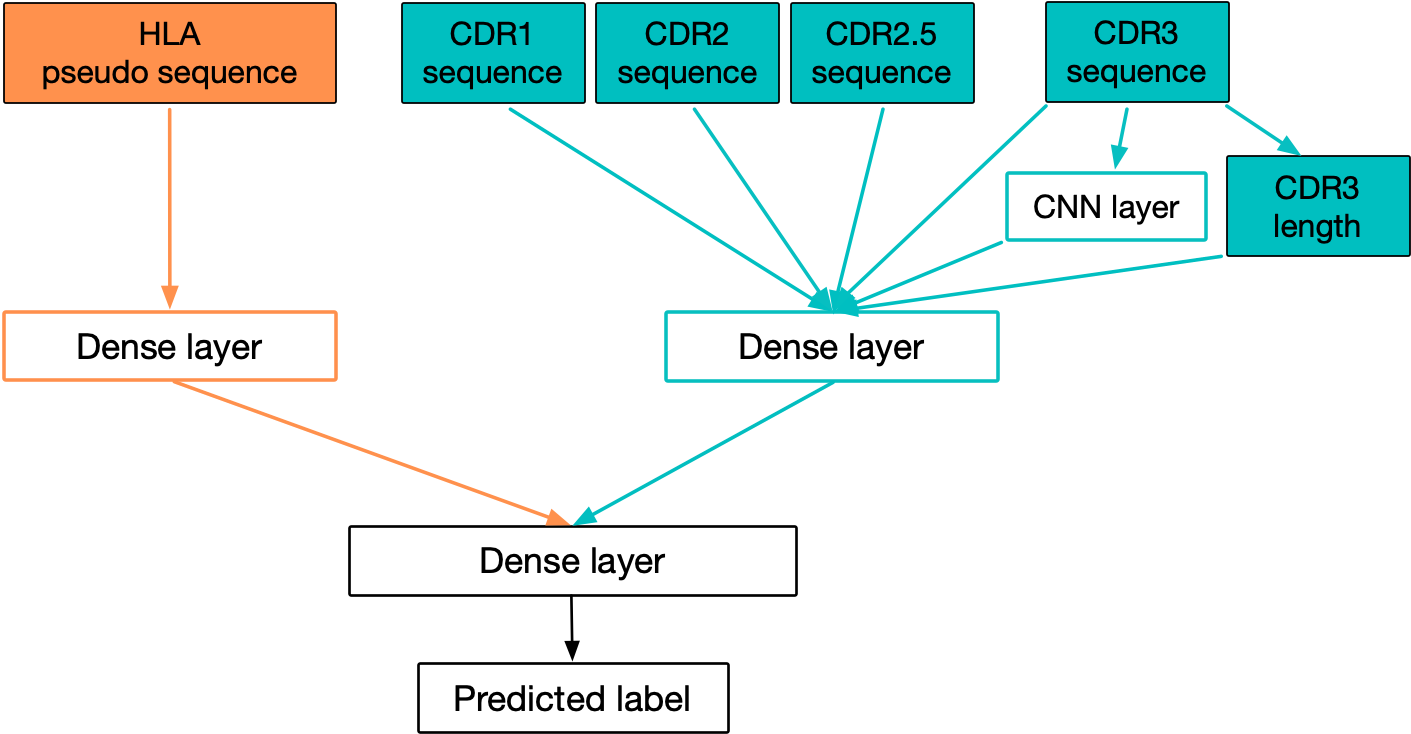 HLA
pseudo sequence
CDR1
sequence
CDR2
sequence
CDR2.5
sequence
CDR3
sequence
CNN layer
CDR3
length
Dense layer
Dense layer
Dense layer
Predicted label